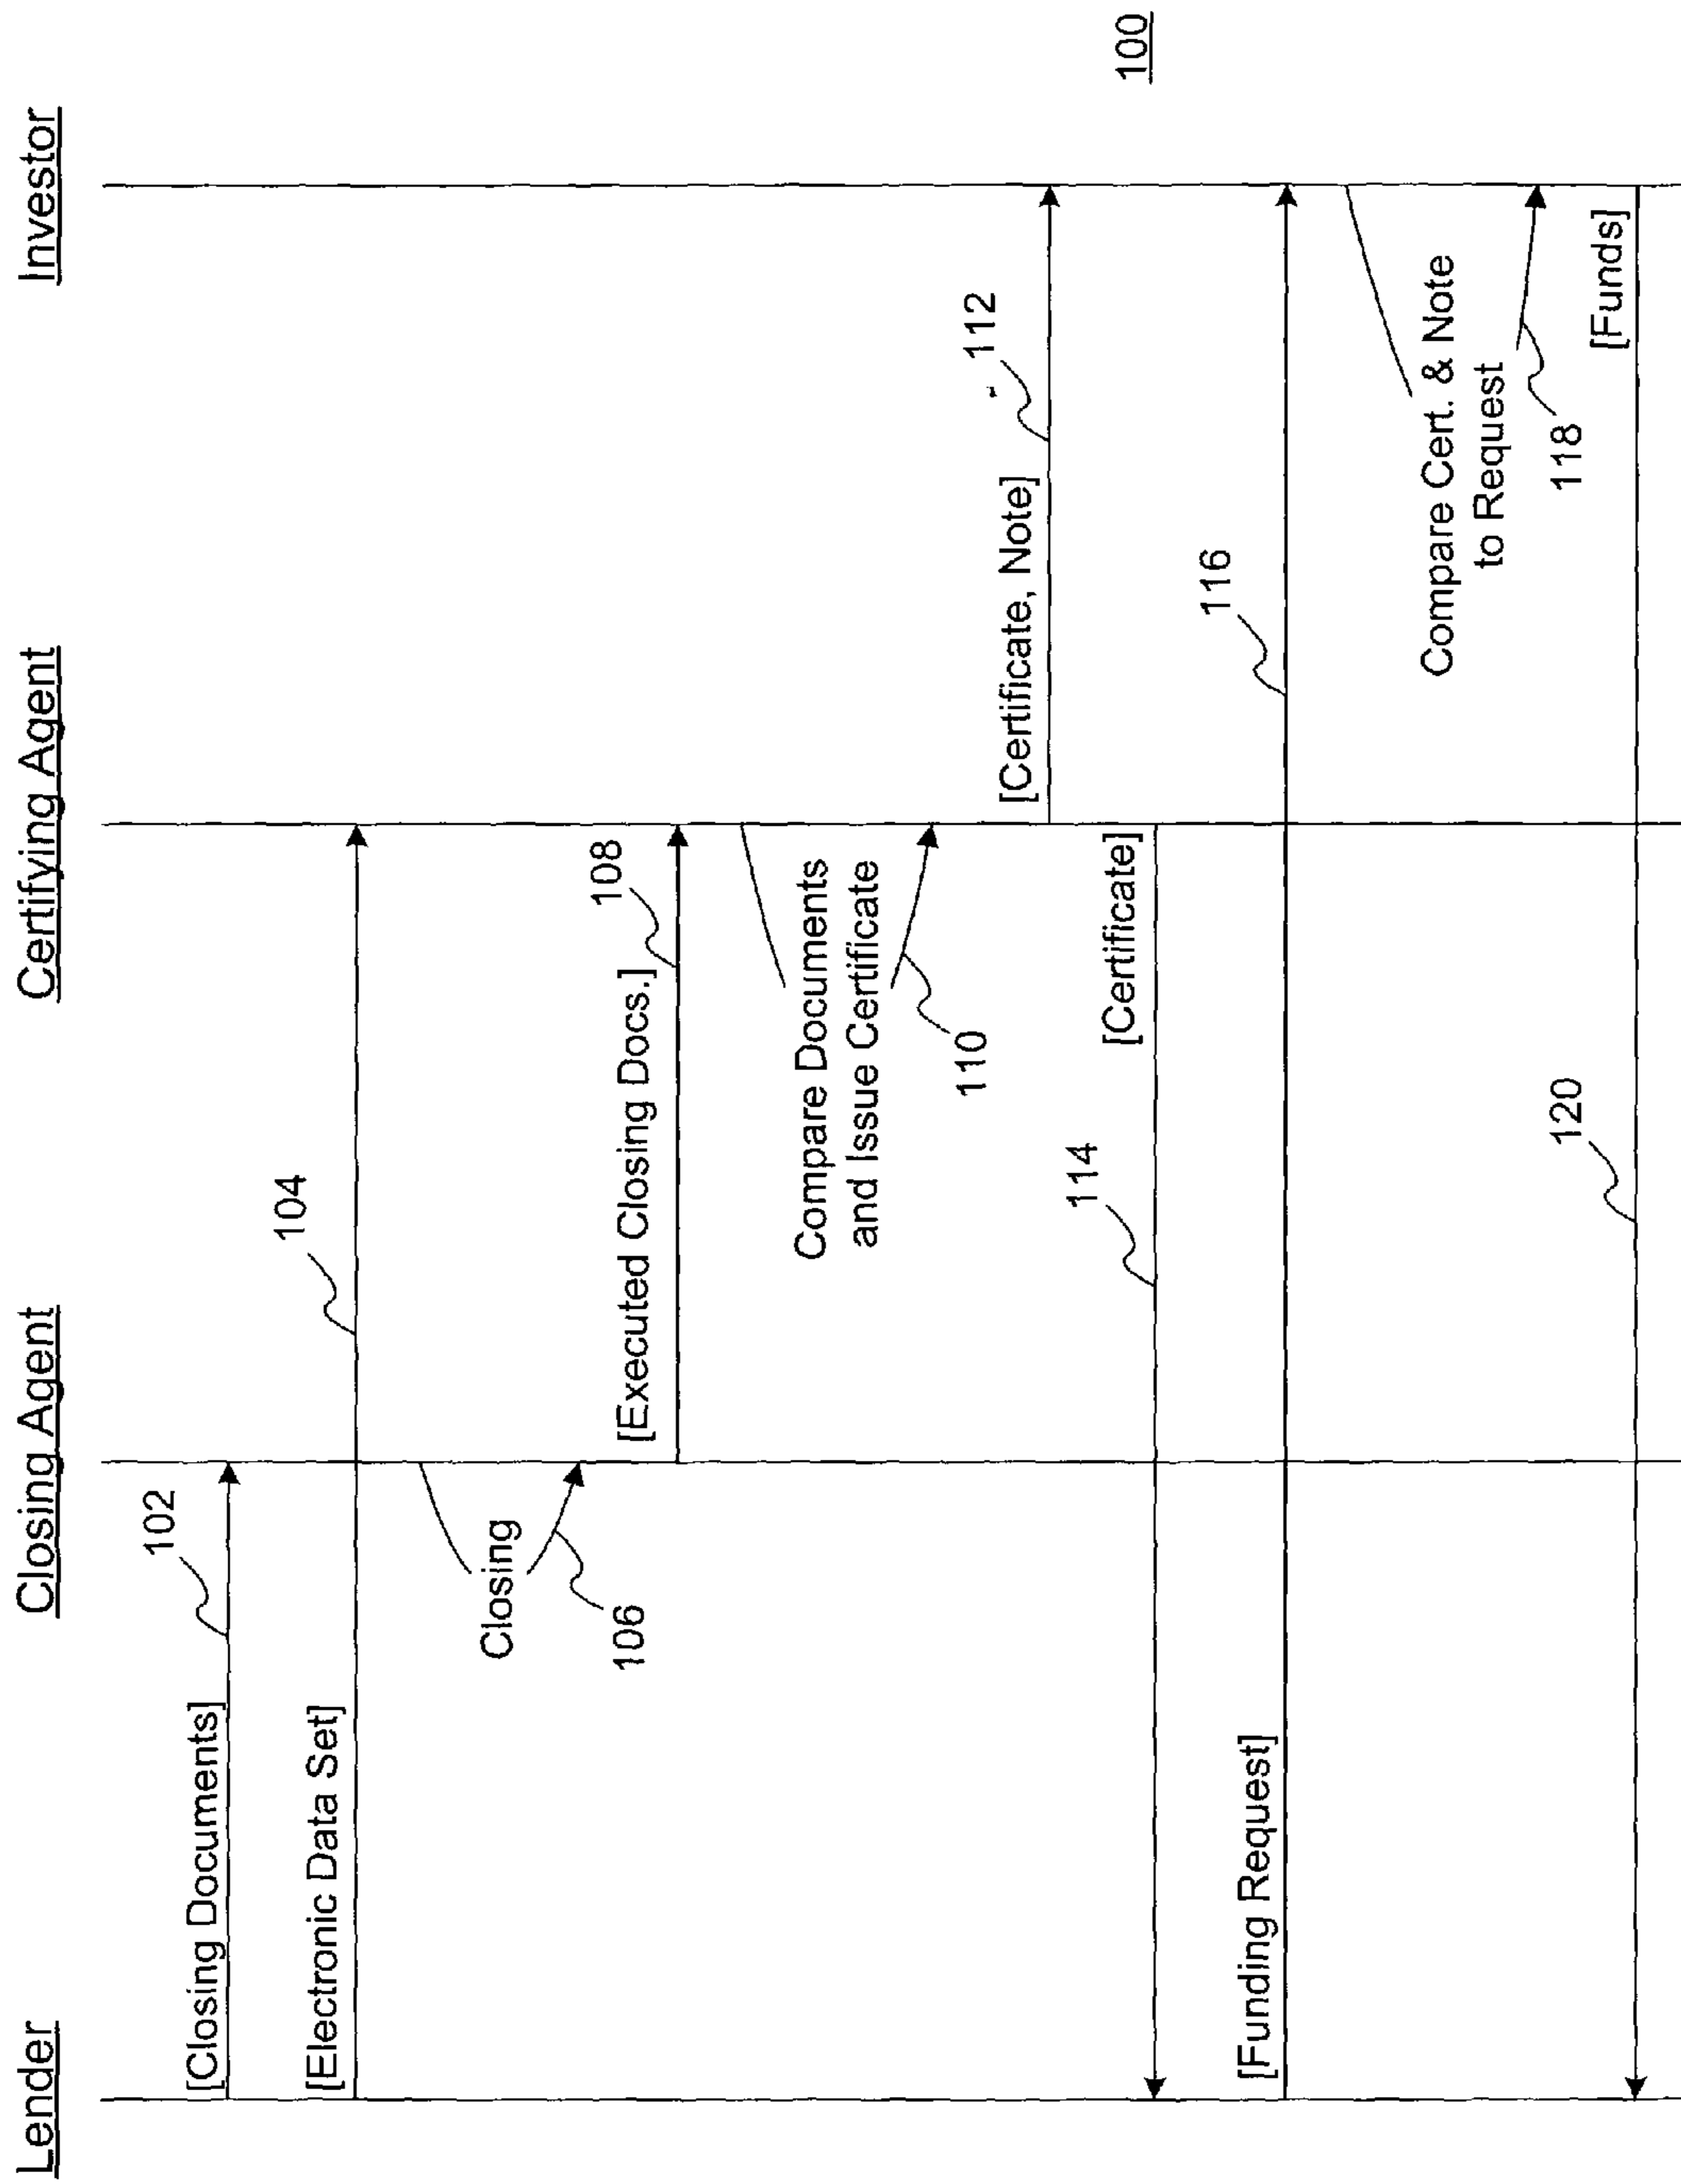 Lender
Closing Agent
Certifying Agent
Investor
[Closing Documents]
102
[Electronic Data Set]
104
Closing
106
[Executed Closing Docs.]
108
Compare Documents
and Issue Certificate
110
[Certificate, Note]
112
114
[Certificate]
[Funding Request]
116
100
Compare Cert. & Note
to Request
118
120
[Funds]